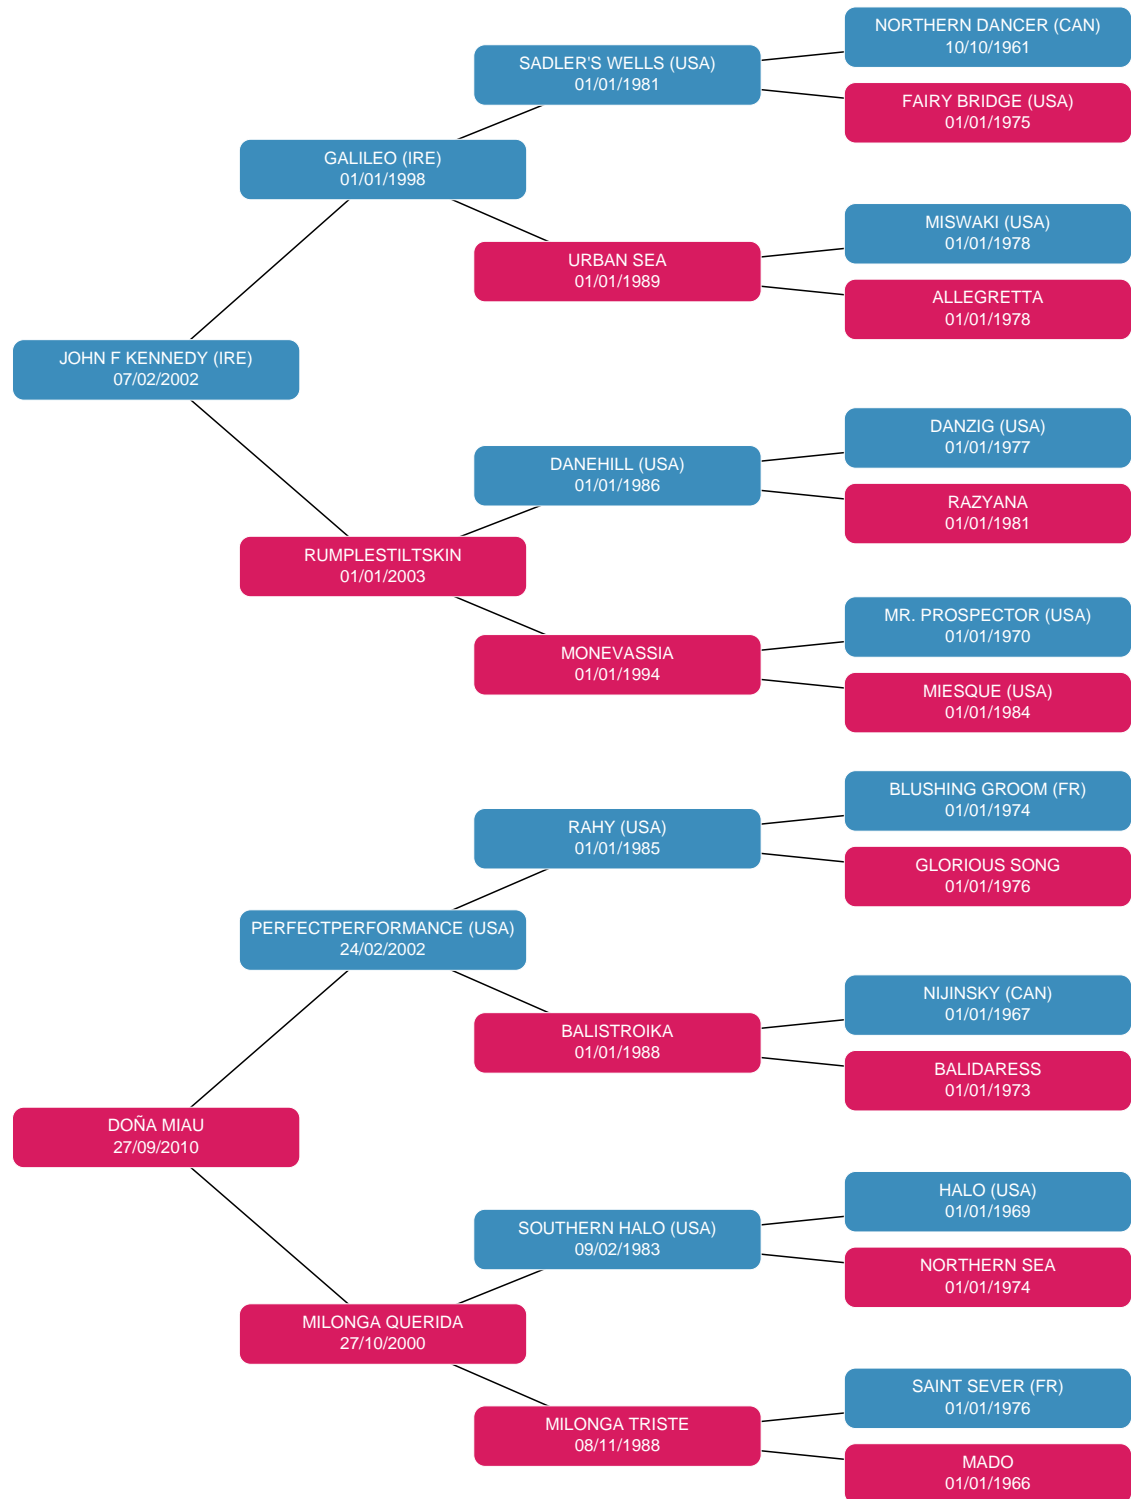 NORTHERN DANCER (CAN)
10/10/1961
SADLER'S WELLS (USA)
01/01/1981
FAIRY BRIDGE (USA)
01/01/1975
GALILEO (IRE)
01/01/1998
MISWAKI (USA)
01/01/1978
URBAN SEA
01/01/1989
ALLEGRETTA
01/01/1978
JOHN F KENNEDY (IRE)
07/02/2002
DANZIG (USA)
01/01/1977
DANEHILL (USA)
01/01/1986
RAZYANA
01/01/1981
RUMPLESTILTSKIN
01/01/2003
MR. PROSPECTOR (USA)
01/01/1970
MONEVASSIA
01/01/1994
MIESQUE (USA)
01/01/1984
BLUSHING GROOM (FR)
01/01/1974
RAHY (USA)
01/01/1985
GLORIOUS SONG
01/01/1976
PERFECTPERFORMANCE (USA)
24/02/2002
NIJINSKY (CAN)
01/01/1967
BALISTROIKA
01/01/1988
BALIDARESS
01/01/1973
DOÑA MIAU
27/09/2010
HALO (USA)
01/01/1969
SOUTHERN HALO (USA)
09/02/1983
NORTHERN SEA
01/01/1974
MILONGA QUERIDA
27/10/2000
SAINT SEVER (FR)
01/01/1976
MILONGA TRISTE
08/11/1988
MADO
01/01/1966